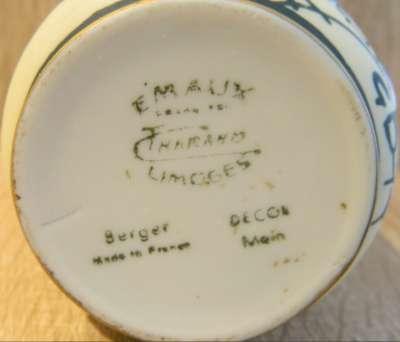 EMAUX
LIMOGES
Berger
Made in France
DECOR
Main